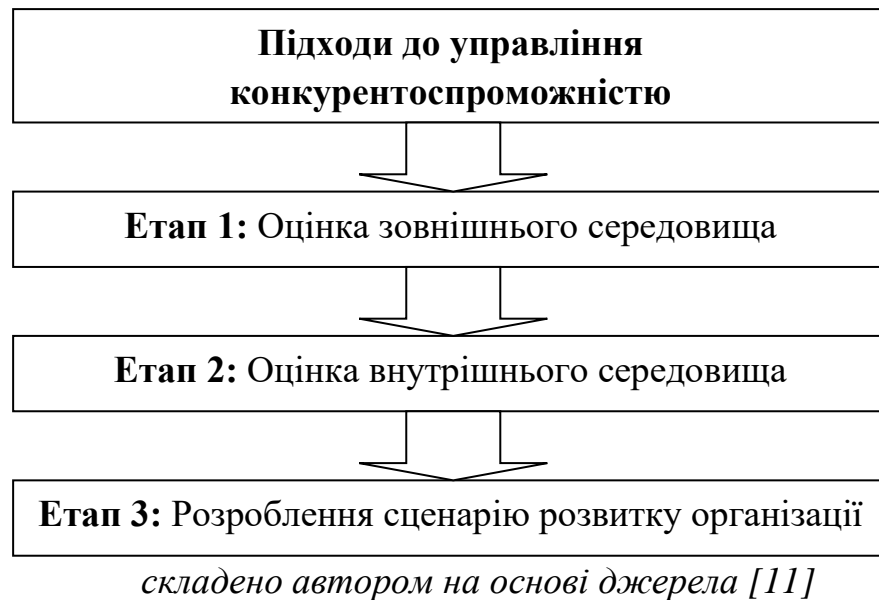 Підходи до управління
конкурентоспроможністю
Етап 1: Оцінка зовнішнього середовища
Етап 2: Оцінка внутрішнього середовища
Етап 3: Розроблення сценарію розвитку організації
складено автором на основі джерела [11]